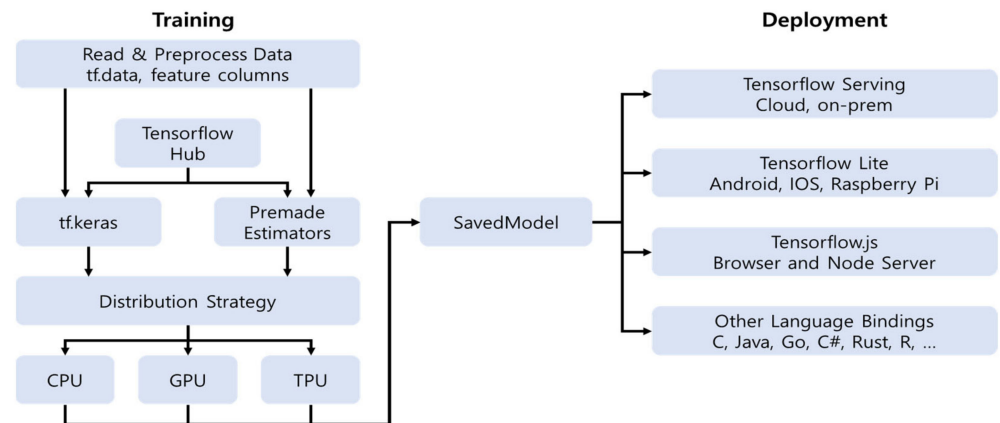 Training
Read & Preprocess Data
tf.data, feature columns
Tensorflow
Hub
tf.keras
Premade
Estimators
Distribution Strategy
CPU
GPU
TPU
SavedModel
Deployment
Tensorflow Serving
Cloud, on-prem
Tensorflow Lite
Android, IOS, Raspberry Pi
Tensorflow.js
Browser and Node Server
Other Language Bindings
C, Java, Go, C#, Rust, R, ...